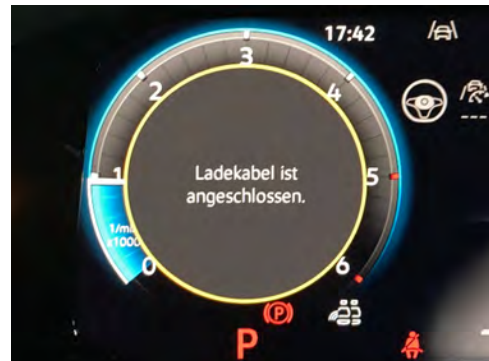 17:42
3
2
4
Ladekabel ist
angeschlossen.
1
5
1/min
x1000
0
6
(P)
P
---